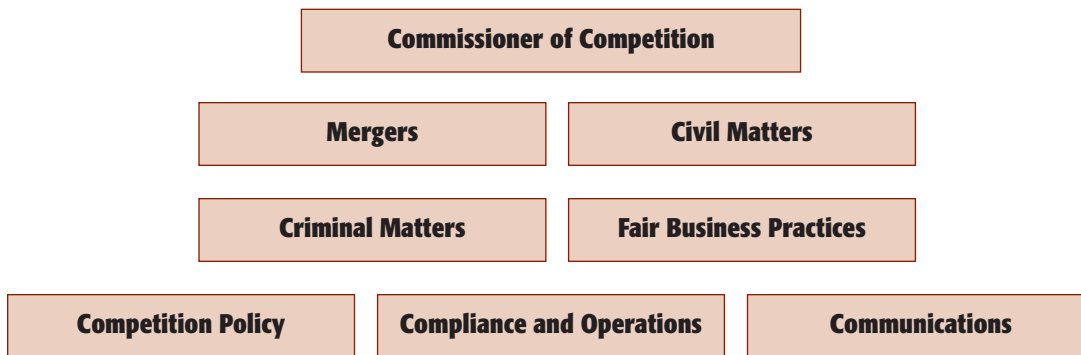 Commissioner of Competition
Mergers
Civil Matters
Criminal Matters
Fair Business Practices
Competition Policy
Compliance and Operations
Communications